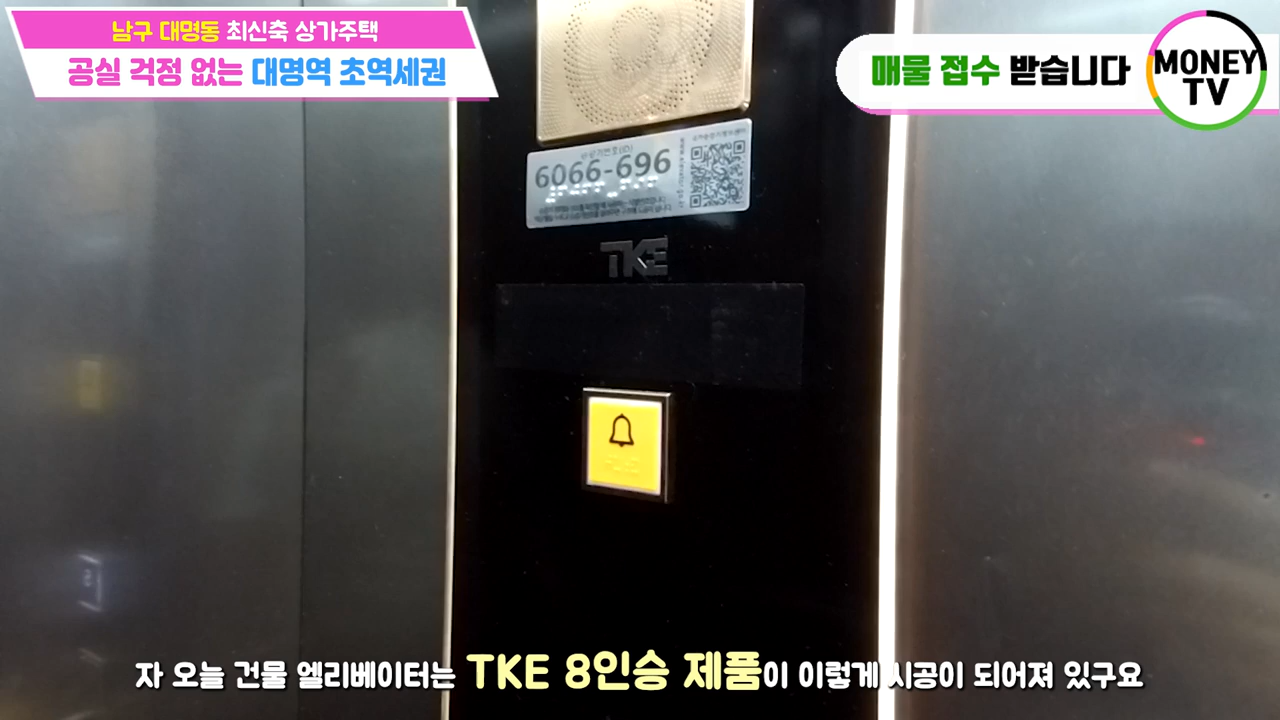 남구 대명동 최신축 상가주택
공실 걱정 없는 대명역 초역세권
매물 접수 받습니다
MONEY
TV
6066-696
TKE
자 오늘 건물 엘리베이터는 TKE 8인승 제품이 이렇게 시공이 되어져 있구요